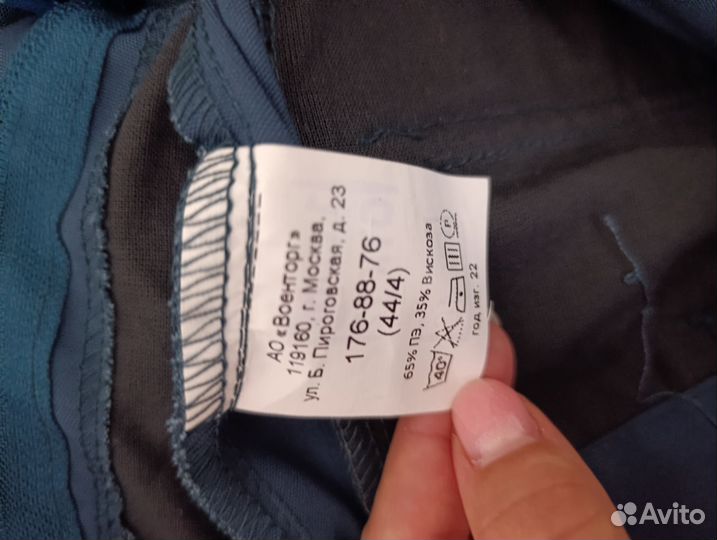 АО «Военторг»
119160, г. Москва,
ул. Б. Пироговская, д. 23
176-88-76
(44/4)
65% ПЭ, 35% Вискоза
40°
P
год изг. 22
Avito